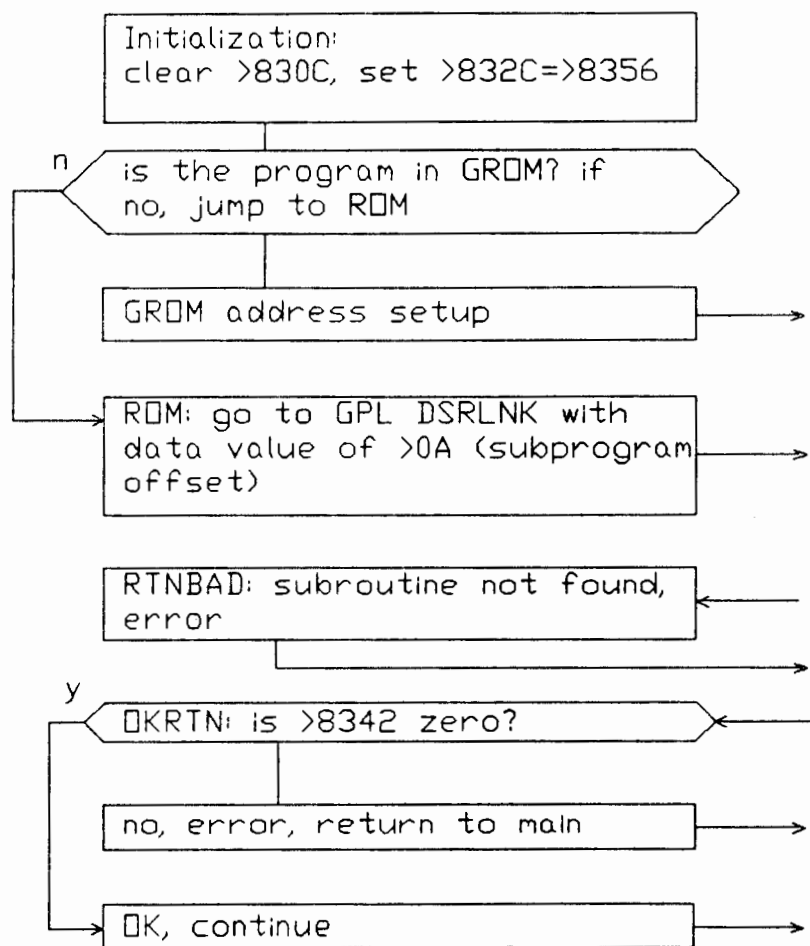 Initialization:
clear >830C, set >832C=>8356
n
is the program in GROM? if
no, jump to ROM
GROM address setup
ROM: go to GPL DSRLNK with
data value of >0A (subprogram
offset)
RTNBAD: subroutine not found,
error
y
OKRTN: is >8342 zero?
no, error, return to main
OK, continue